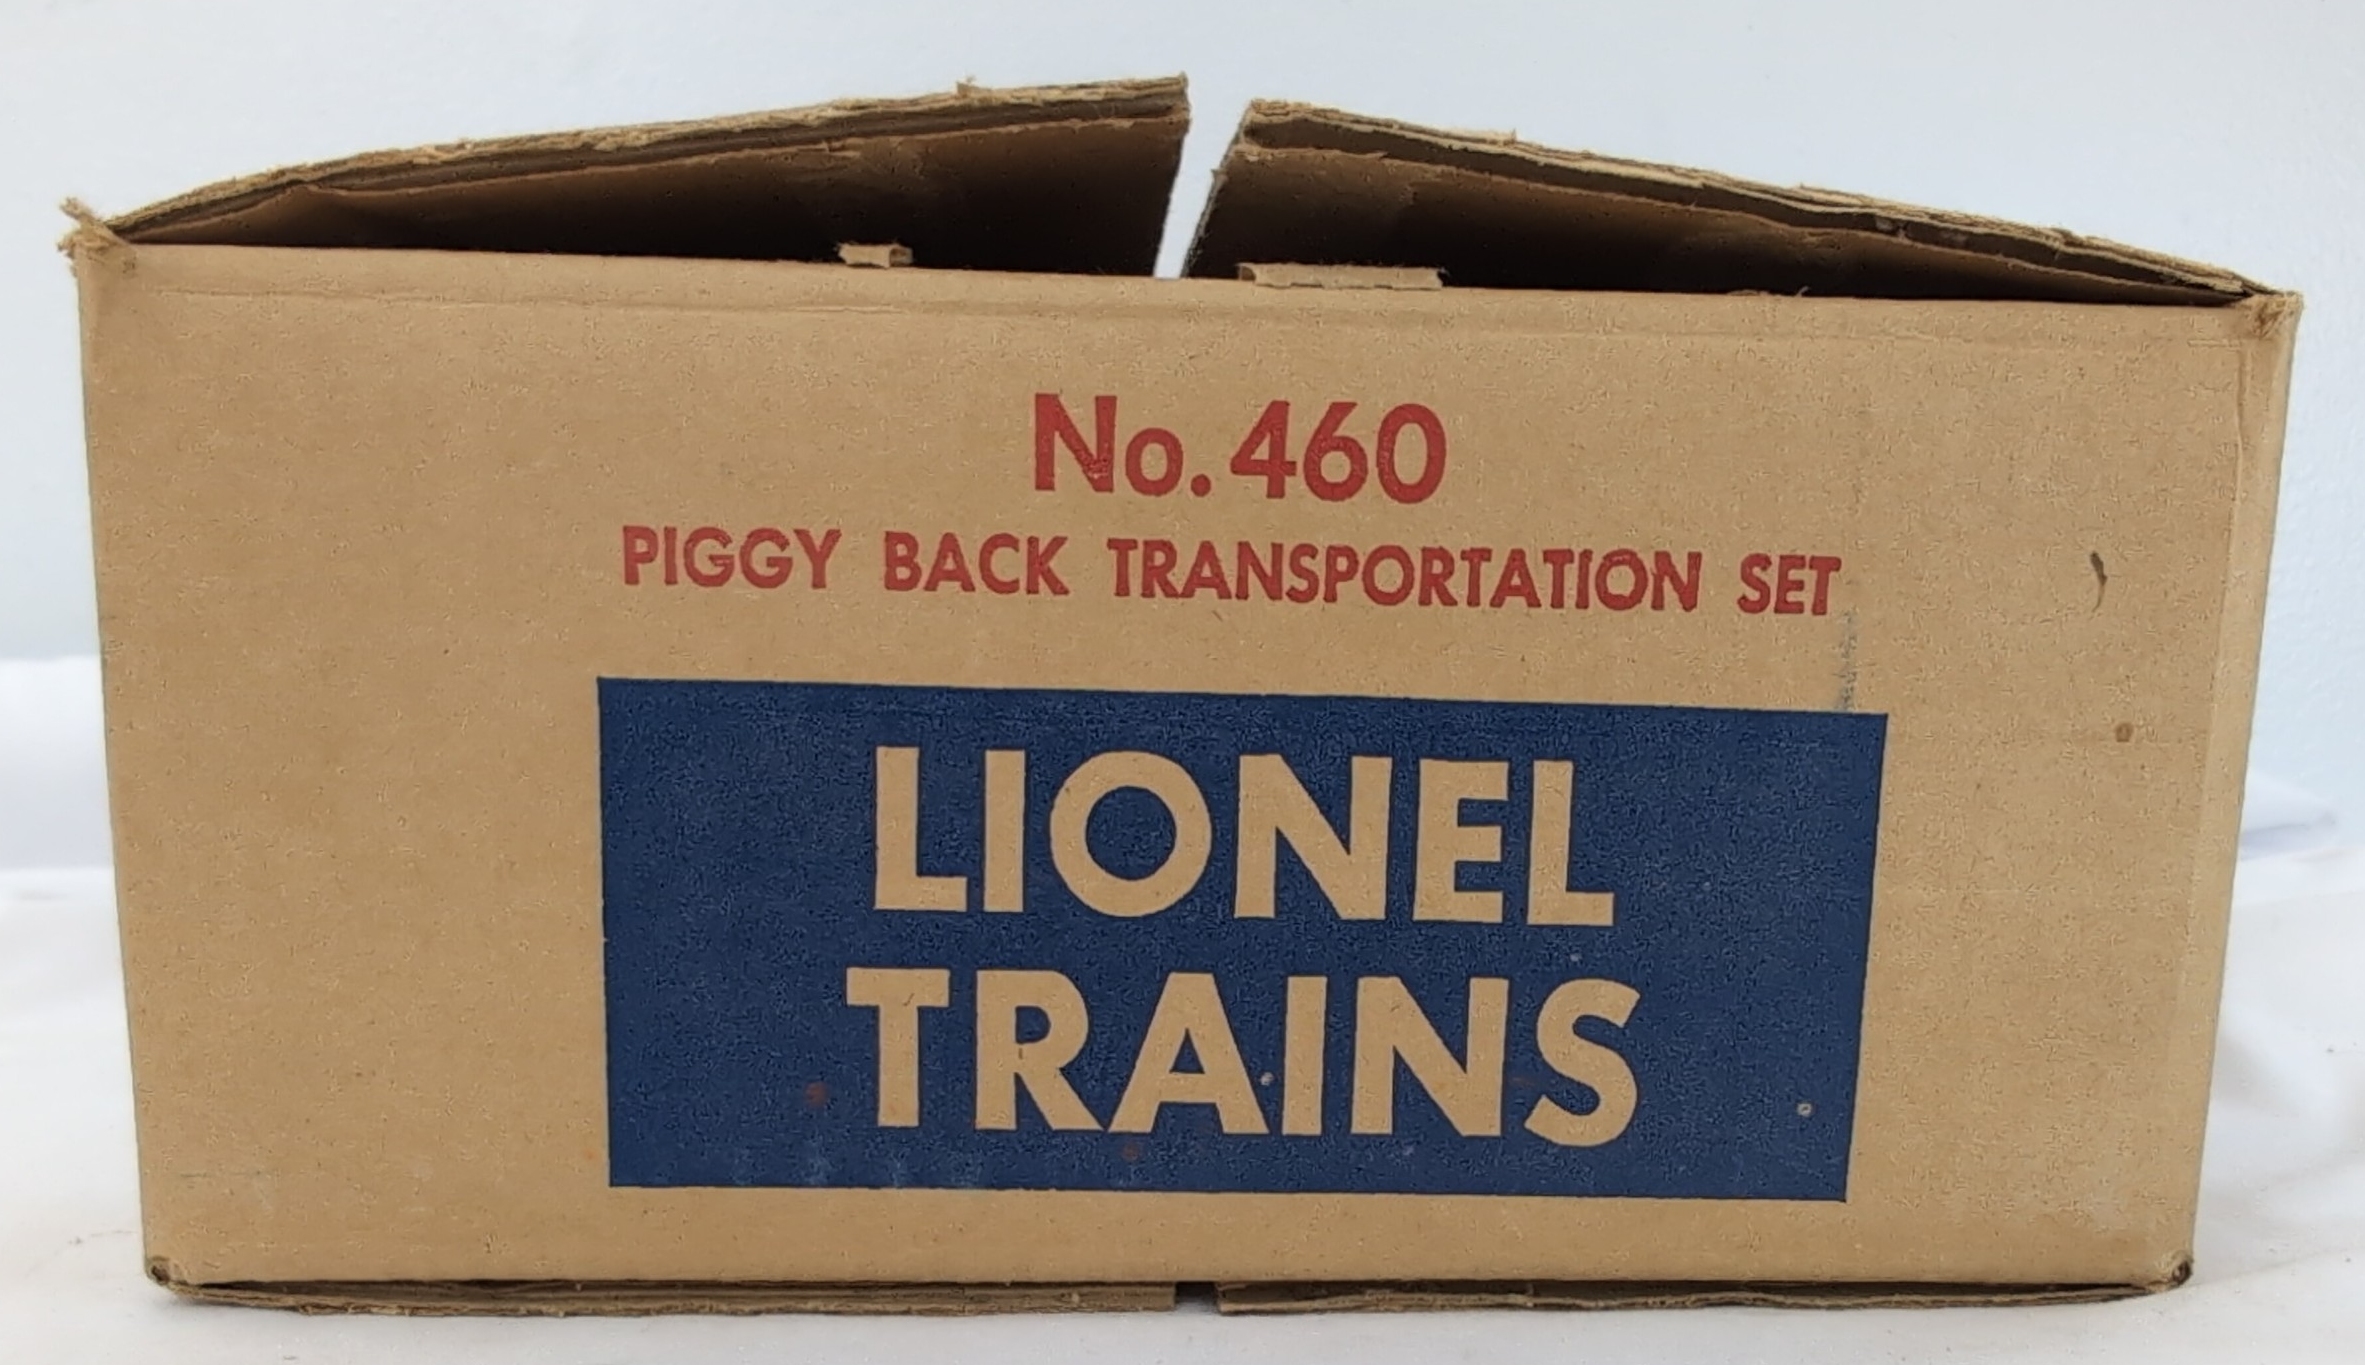 No. 460
PIGGY BACK TRANSPORTATION SET
LIONEL
TRAINS